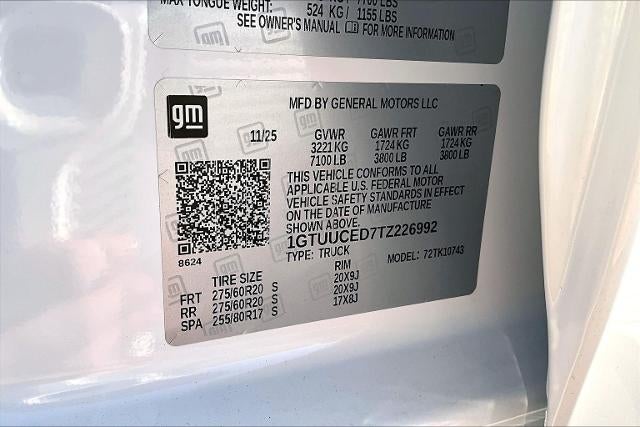 MAX TONGUE WEIGHT: 524 KG / 1155 LBS
SEE OWNER'S MANUAL FOR MORE INFORMATION
gm
MFD BY GENERAL MOTORS LLC
11/25 GVWR GAWR FRT GAWR RR
3221 KG 1724 KG 1724 KG
7100 LB 3800 LB 3800 LB
THIS VEHICLE CONFORMS TO ALL
APPLICABLE U.S. FEDERAL MOTOR
VEHICLE SAFETY STANDARDS IN EFFECT
ON THE DATE OF MANUFACTURE
SHOWN ABOVE.
1GTUUCED7TZ226992
8624 TYPE: TRUCK MODEL: 72TK10743
TIRE SIZE RIM
FRT 275/60R20 S 20X9J
RR 275/60R20 S 20X9J
SPA 255/80R17 S 17X8J